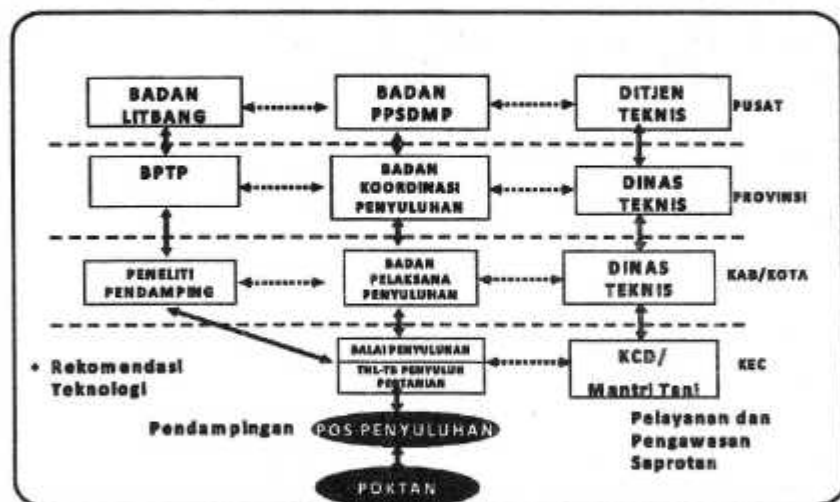 BADAN
LITBANG
BADAN
PPSDMP
DITJEN
TEKNIS
PUSAT
BPTP
BADAN
KOORDINASI
PENYULUHAN
DINAS
TEKNIS
PROVINSI
PENELITI
PENDAMPING
BADAN
PELAKSANA
PENYULUHAN
DINAS
TEKNIS
KAB/KOTA
• Rekomendasi
Teknologi
BALAI PENYULUHAN
THL-TB PENYULUH
PERTANIAN
KCD/
Mantri Tani
KEC
Pendampingan
POS PENYULUHAN
Pelayanan dan
Pengawasan
Saprotan
POKTAN